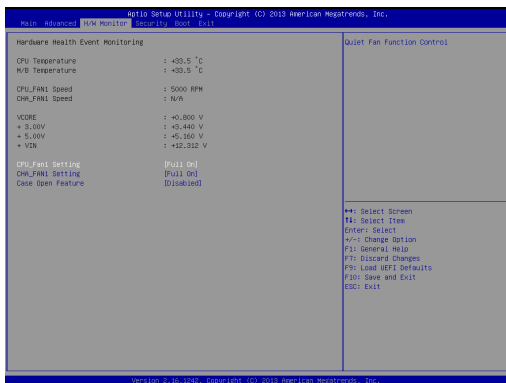 Aptio Setup Utility - Copyright (C) 2013 American Megatrends, Inc.
Main Advanced H/W Monitor Security Boot Exit
Hardware Health Event Monitoring
CPU Temperature : +33.5 °C
M/B Temperature : +33.5 °C
CPU_FAN1 Speed : 5000 RPM
CHA_FAN1 Speed : N/A
VCORE : +0.800 V
+ 3.00V : +3.440 V
+ 5.00V : +5.160 V
+ VIN : +12.312 V
CPU_Fan1 Setting [Full On]
CHA_FAN1 Setting [Full On]
Case Open Feature [Disabled]
Quiet Fan Function Control
→←: Select Screen
↑↓: Select Item
Enter: Select
+/-: Change Option
F1: General Help
F7: Discard Changes
F9: Load UEFI Defaults
F10: Save and Exit
ESC: Exit
Version 2.16.1242. Copyright (C) 2013 American Megatrends, Inc.